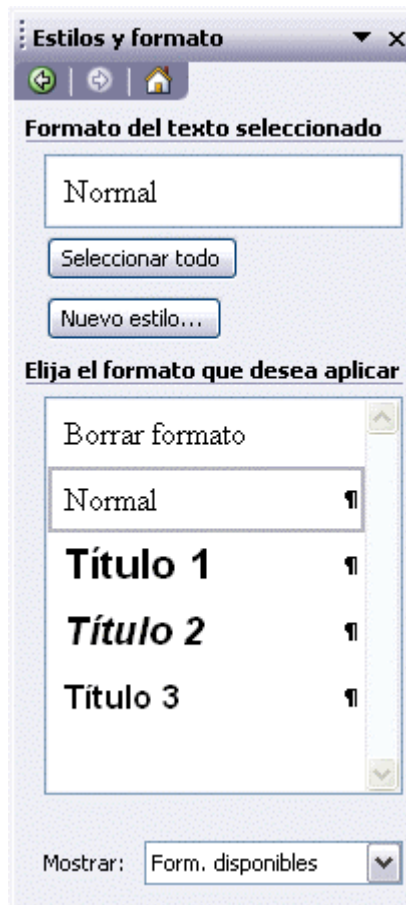 Estilos y formato
Formato del texto seleccionado
Normal
Seleccionar todo
Nuevo estilo...
Elija el formato que desea aplicar
Borrar formato
Normal ¶
Título 1 ¶
Título 2 ¶
Título 3 ¶
Mostrar: Form. disponibles